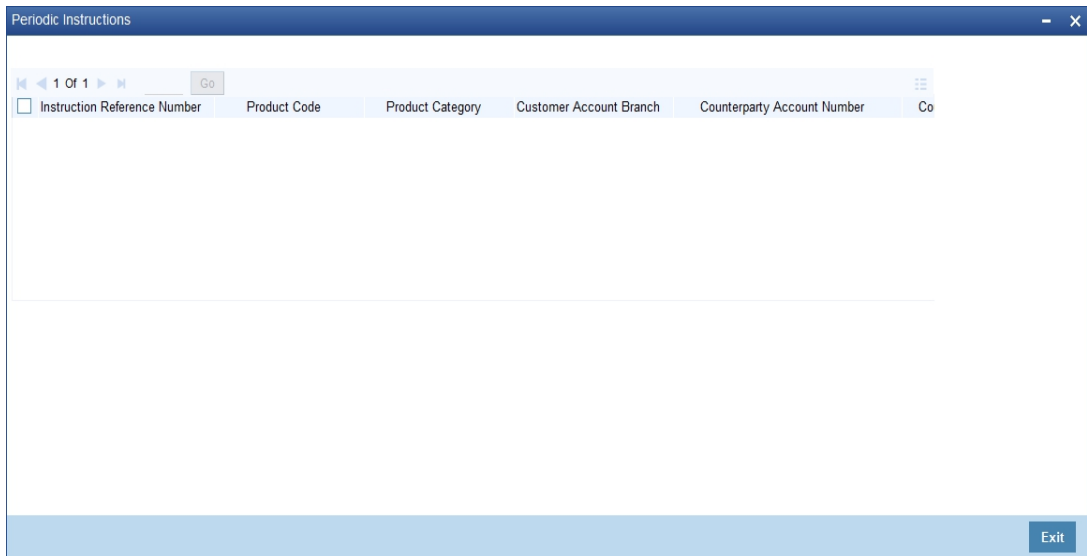 Periodic Instructions
1 Of 1 Go
Instruction Reference Number Product Code Product Category Customer Account Branch Counterparty Account Number Co
Exit